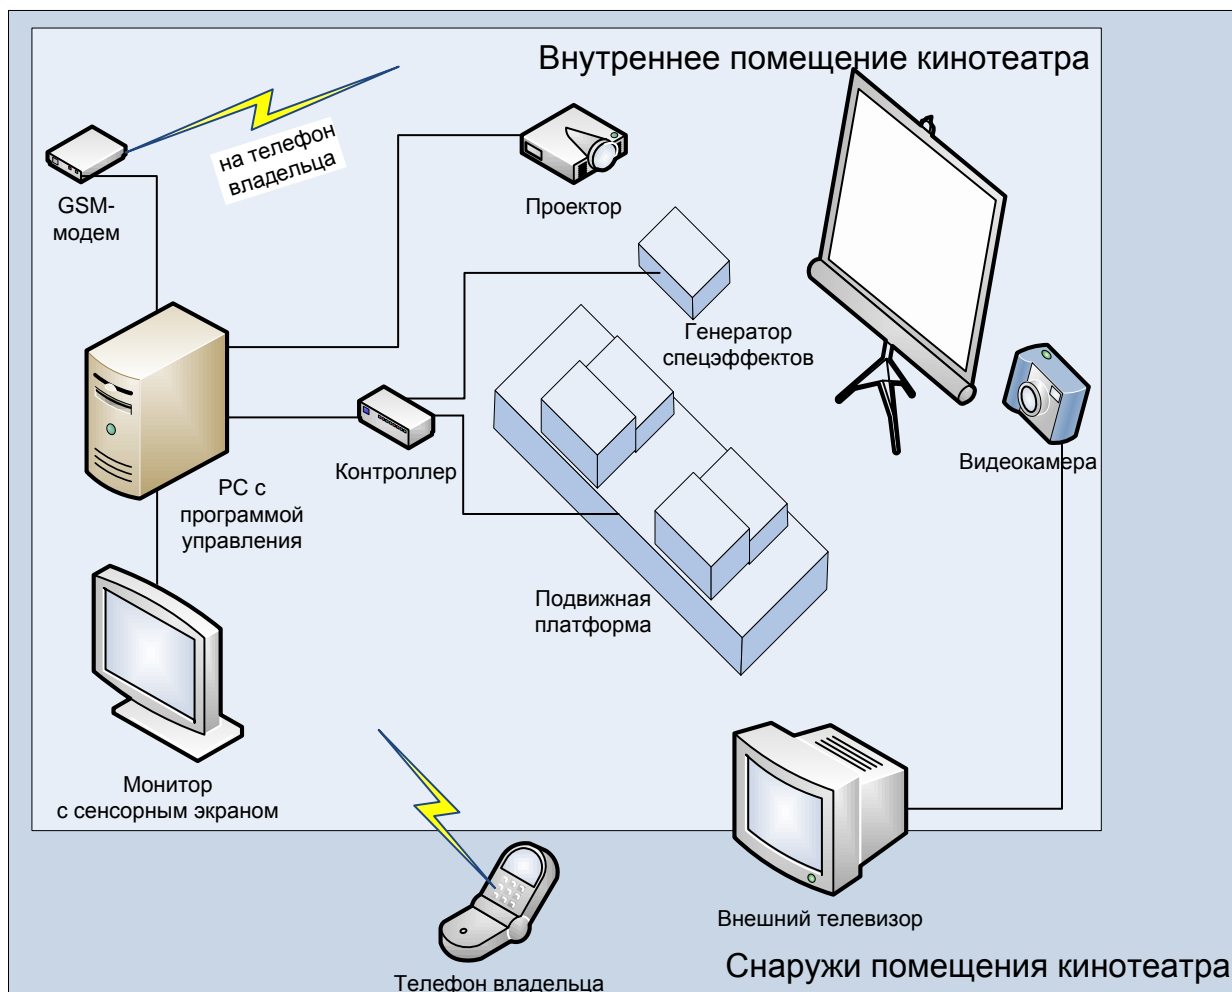 Внутреннее помещение кинотеатра
на телефон
владельца
GSM-
модем
Проектор
Генератор
спецэффектов
Видеокамера
Контроллер
PC с
программой
управления
Подвижная
платформа
Монитор
с сенсорным экраном
Внешний телевизор
Снаружи помещения кинотеатра
Телефон владельца